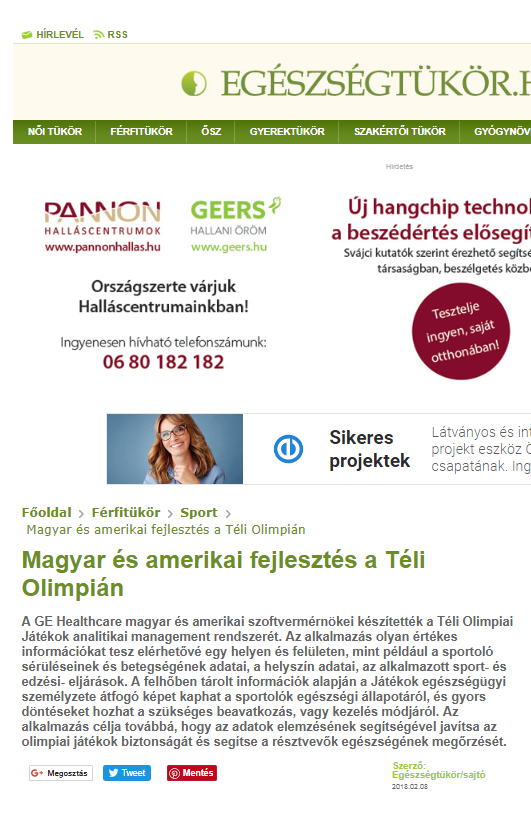 HÍRLEVÉL RSS
EGÉSZSÉGTÜKÖR.H
NŐI TÜKÖR FÉRFITÜKÖR ŐSZ GYEREKTÜKÖR SZAKÉRTŐI TÜKÖR GYÓGYNÖV
Hirdetés
PANNON
HALLÁSCENTRUMOK
www.pannonhallas.hu
GEERS
HALLANI ÖRÖM
www.geers.hu
Országszerte várjuk
Halláscentrumainkban!
Ingyenesen hívható telefonszámunk:
06 80 182 182
Új hangchip technol
a beszédértés elősegít
Svájci kutatók szerint érezhető segítsé
társaságban, beszélgetés közbe
Tesztelje
ingyen, saját
otthonában!
Sikeres
projektek
Látványos és int
projekt eszköz Ö
csapatának. Ing
Főoldal Férfitükör Sport
Magyar és amerikai fejlesztés a Téli Olimpián
Magyar és amerikai fejlesztés a Téli
Olimpián
A GE Healthcare magyar és amerikai szoftvermérnökei készítették a Téli Olimpiai
Játékok analitikai management rendszerét. Az alkalmazás olyan értékes
információkat tesz elérhetővé egy helyen és felületen, mint például a sportoló
sérüléseinek és betegségének adatai, a helyszín adatai, az alkalmazott sport- és
edzési- eljárások. A felhőben tárolt információk alapján a Játékok egészségügyi
személyzete átfogó képet kaphat a sportolók egészségi állapotáról, és gyors
döntéseket hozhat a szükséges beavatkozás, vagy kezelés módjáról. Az
alkalmazás célja továbbá, hogy az adatok elemzésének segítségével javítsa az
olimpiai játékok biztonságát és segítse a résztvevők egészségének megőrzését.
G+ Megosztás Tweet Mentés
Szerző:
Egészségtükör/sajtó
2018.02.08